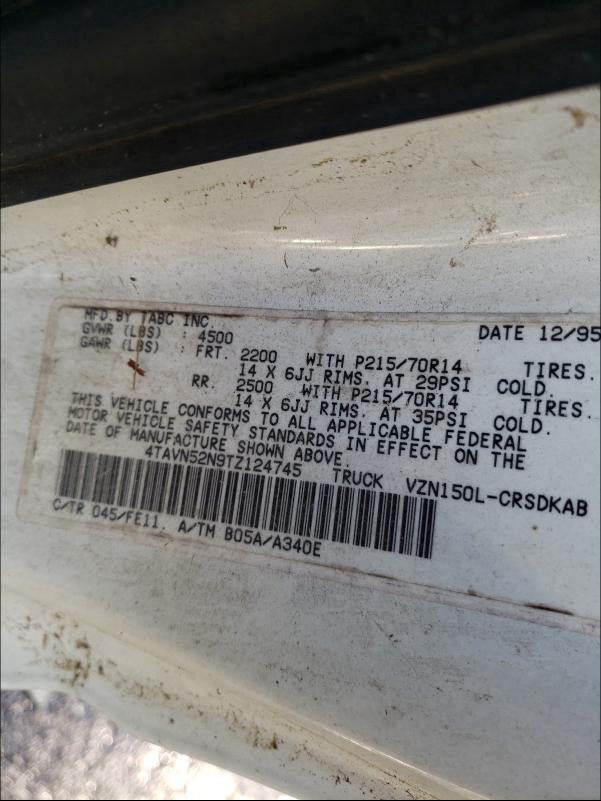 MFD.BY TABC INC. DATE 12/95
GVWR (LBS) : 4500
GAWR (LBS) : FRT. 2200 WITH P215/70R14 TIRES.
14 X 6JJ RIMS. AT 29PSI COLD.
RR. 2500 WITH P215/70R14 TIRES.
14 X 6JJ RIMS. AT 35PSI COLD.
THIS VEHICLE CONFORMS TO ALL APPLICABLE FEDERAL
MOTOR VEHICLE SAFETY STANDARDS IN EFFECT ON THE
DATE OF MANUFACTURE SHOWN ABOVE.
4TAVN52N9TZ124745 TRUCK VZN150L-CRSDKAB
C/TR 045/FE11. A/TM B05A/A340E